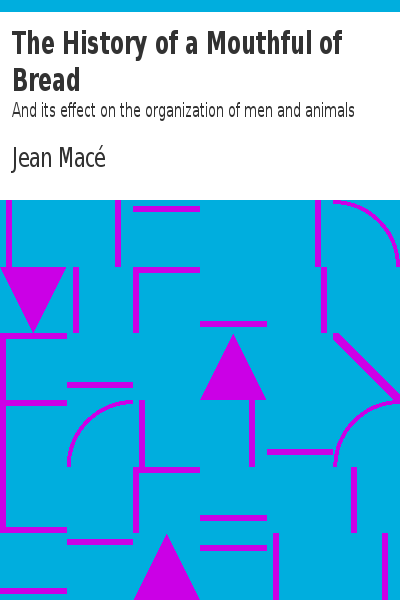 The History of a Mouthful of
Bread
And its effect on the organization of men and animals
Jean Macé